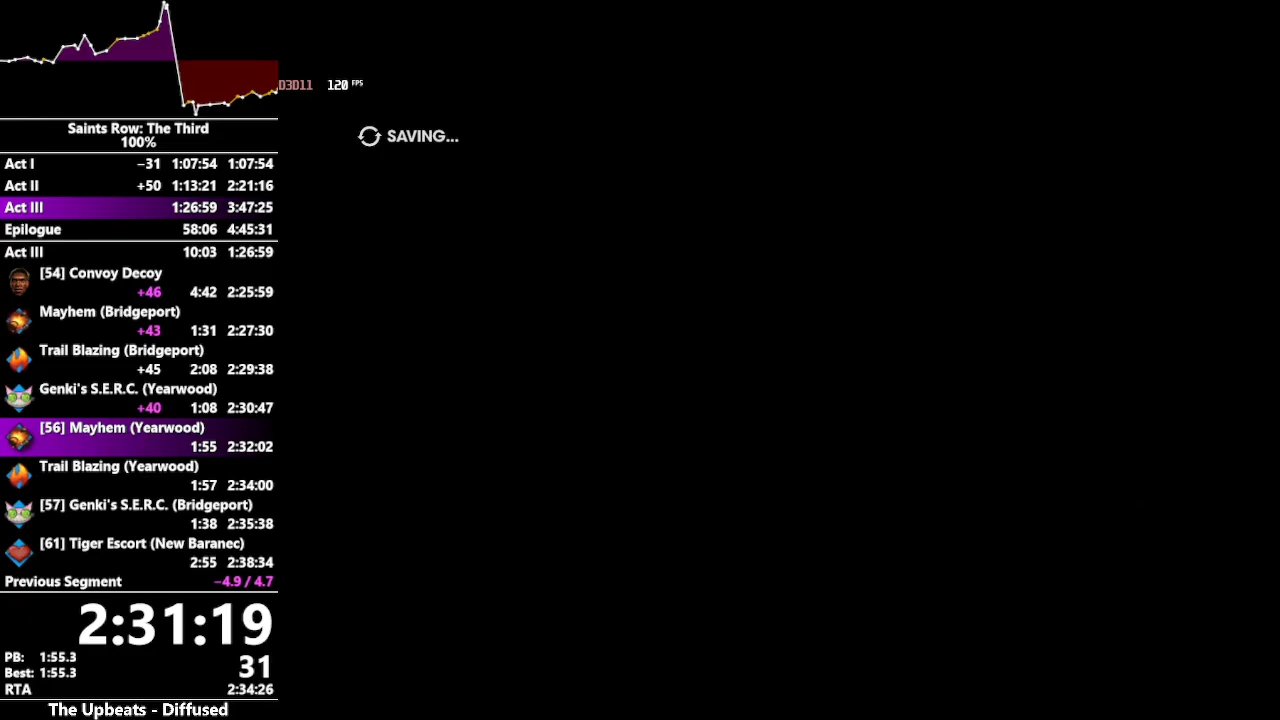 D3D11 120 FPS
SAVING...
Saints Row: The Third
100%
Act I −31 1:07:54 1:07:54
Act II +50 1:13:21 2:21:16
Act III 1:26:59 3:47:25
Epilogue 58:06 4:45:31
Act III 10:03 1:26:59
[54] Convoy Decoy
+46 4:42 2:25:59
Mayhem (Bridgeport)
+43 1:31 2:27:30
Trail Blazing (Bridgeport)
+45 2:08 2:29:38
Genki's S.E.R.C. (Yearwood)
+40 1:08 2:30:47
[56] Mayhem (Yearwood)
1:55 2:32:02
Trail Blazing (Yearwood)
1:57 2:34:00
[57] Genki's S.E.R.C. (Bridgeport)
1:38 2:35:38
[61] Tiger Escort (New Baranec)
2:55 2:38:34
Previous Segment −4.9 / 4.7
2:31:19
PB: 1:55.3
Best: 1:55.3
31
RTA 2:34:26
The Upbeats - Diffused